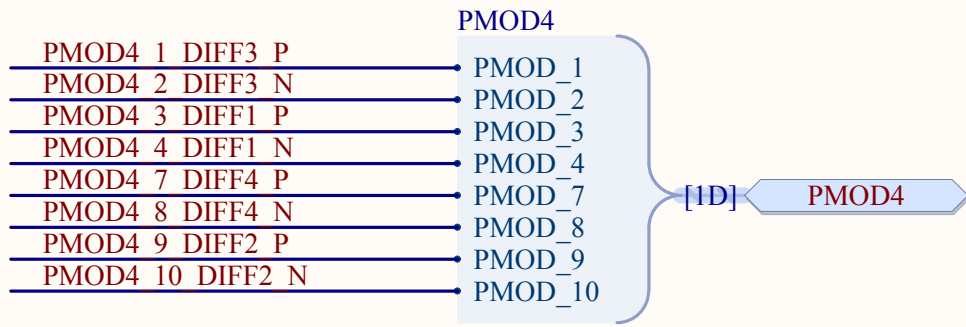 PMOD4
PMOD4_1_DIFF3_P
PMOD_1
PMOD4_2_DIFF3_N
PMOD_2
PMOD4_3_DIFF1_P
PMOD_3
PMOD4_4_DIFF1_N
PMOD_4
PMOD4_7_DIFF4_P
PMOD_7
[1D]
PMOD4
PMOD4_8_DIFF4_N
PMOD_8
PMOD4_9_DIFF2_P
PMOD_9
PMOD4_10_DIFF2_N
PMOD_10